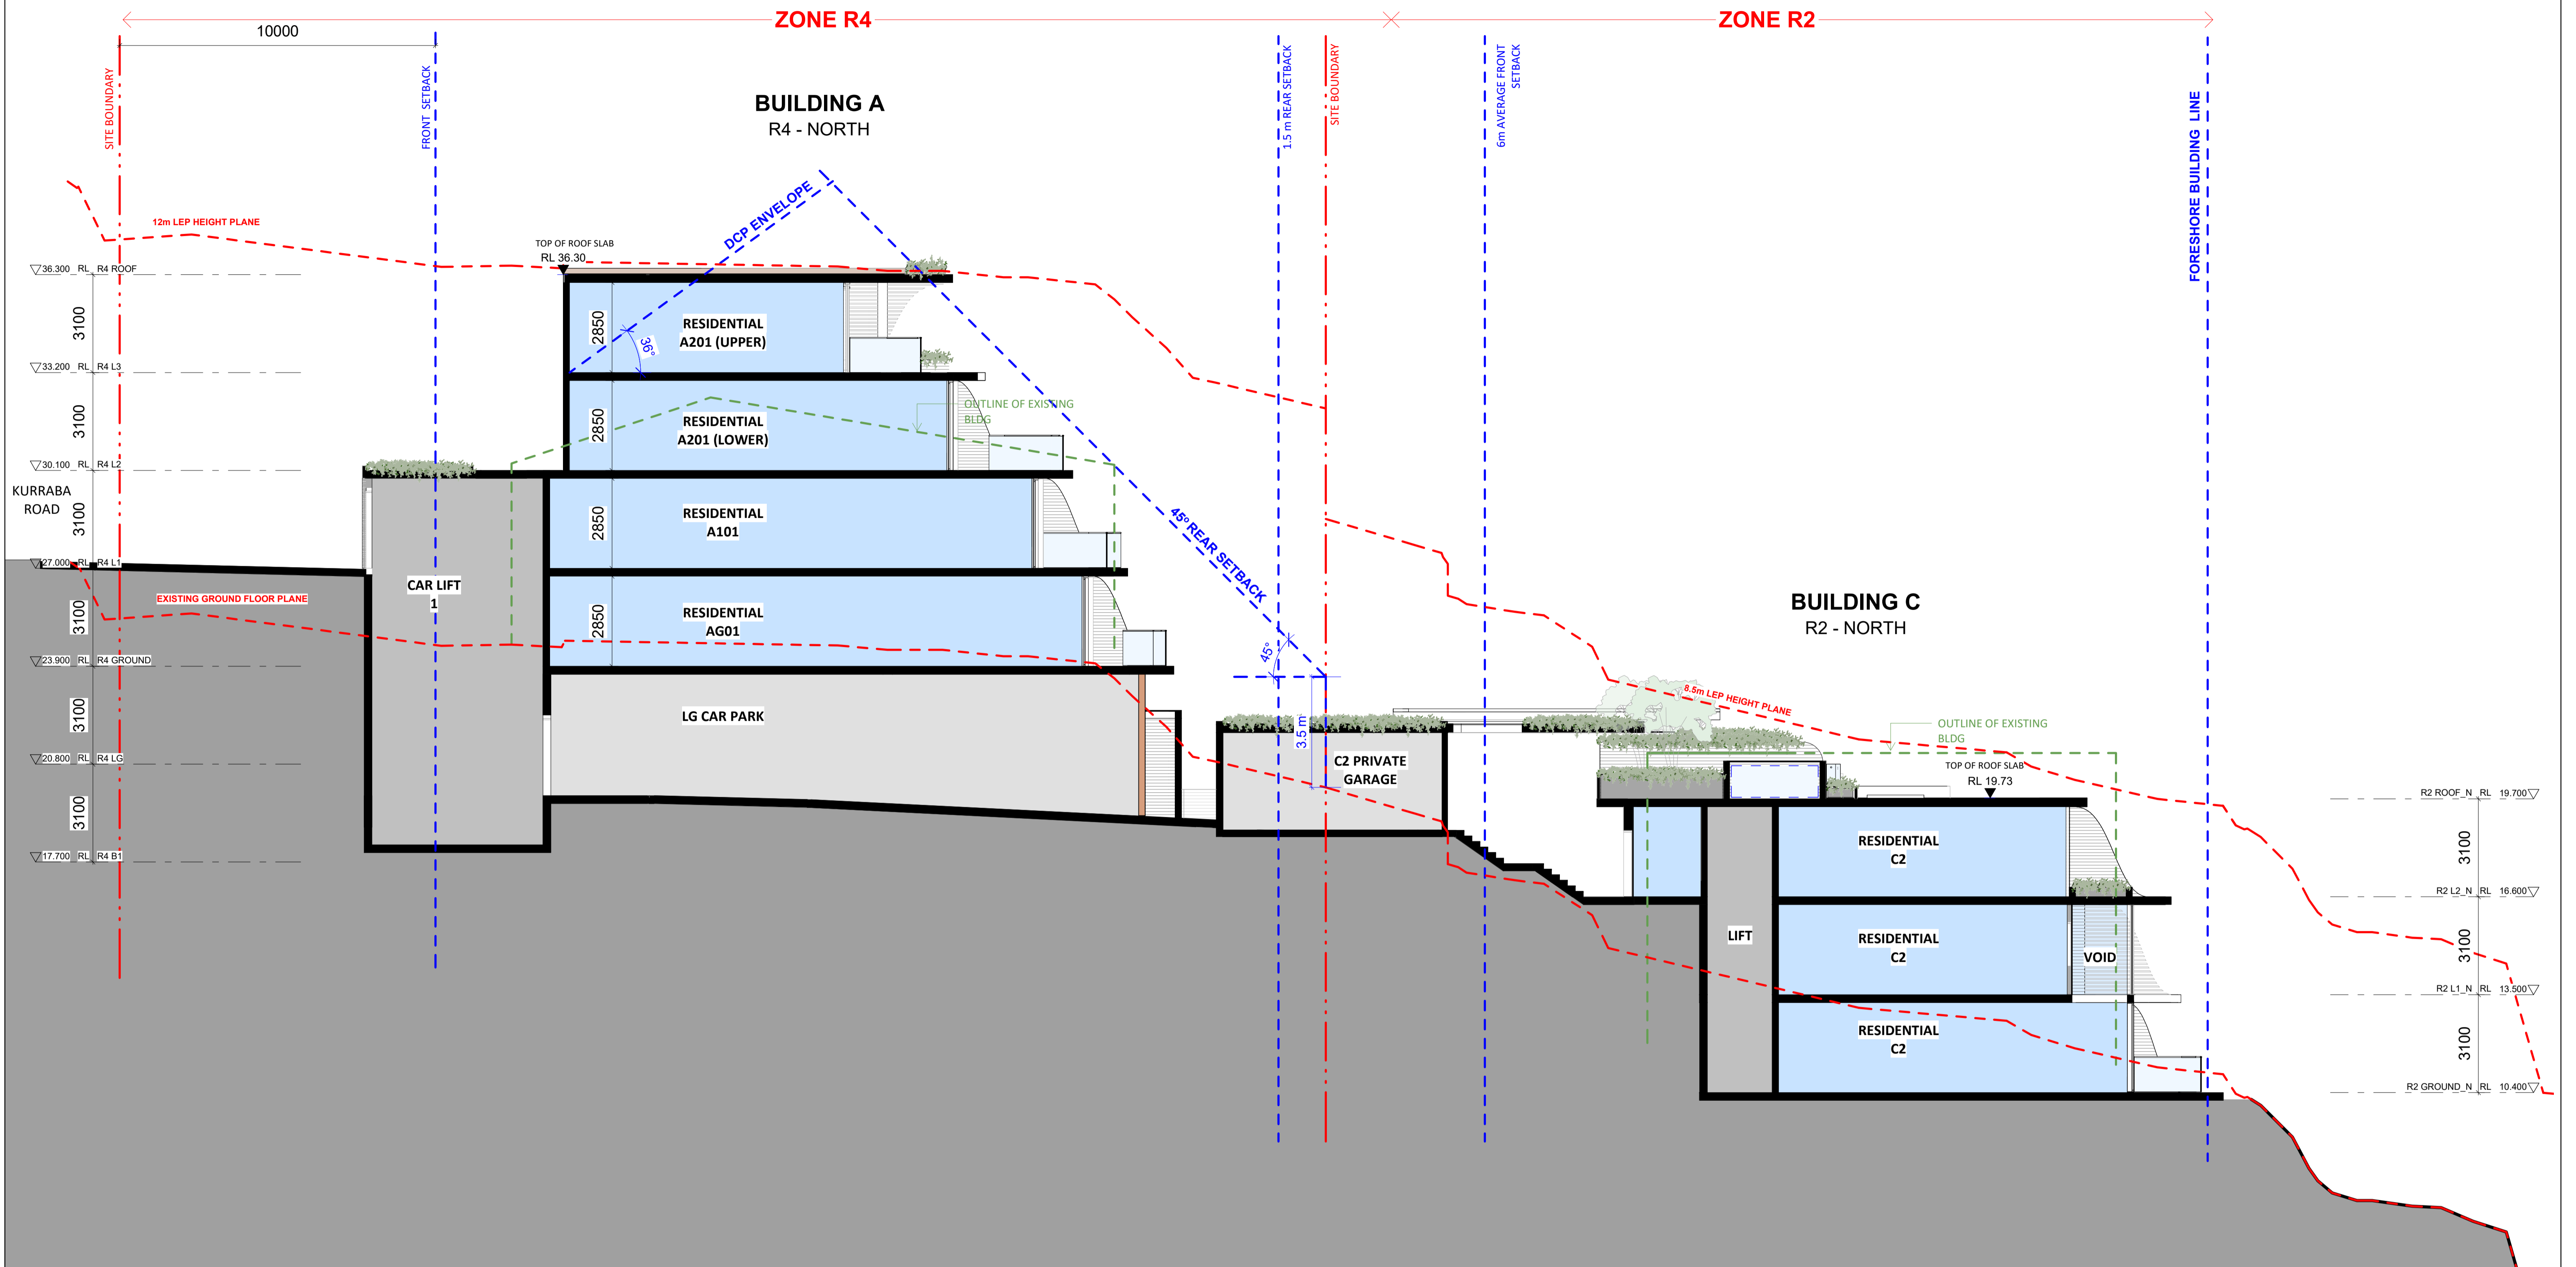 ZONE R4
ZONE R2
10000
SITE BOUNDARY
FRONT SETBACK
1.5 m REAR SETBACK
SITE BOUNDARY
6m AVERAGE FRONT
SETBACK
FORESHORE BUILDING LINE
BUILDING A
R4 - NORTH
DCP ENVELOPE
12m LEP HEIGHT PLANE
TOP OF ROOF SLAB
RL 36.30
36.300 RL R4 ROOF
3100
2850
36°
RESIDENTIAL
A201 (UPPER)
33.200 RL R4 L3
3100
2850
RESIDENTIAL
A201 (LOWER)
OUTLINE OF EXISTING
BLDG
30.100 RL R4 L2
KURRABA
ROAD
3100
2850
RESIDENTIAL
A101
45° REAR SETBACK
27.000 RL R4 L1
CAR LIFT
1
EXISTING GROUND FLOOR PLANE
3100
2850
RESIDENTIAL
AG01
45°
23.900 RL R4 GROUND
3100
LG CAR PARK
3.5 m
C2 PRIVATE
GARAGE
20.800 RL R4 LG
3100
17.700 RL R4 B1
BUILDING C
R2 - NORTH
8.5m LEP HEIGHT PLANE
OUTLINE OF EXISTING
BLDG
TOP OF ROOF SLAB
RL 19.73
R2 ROOF_N RL 19.700
RESIDENTIAL
C2
3100
R2 L2_N RL 16.600
LIFT
RESIDENTIAL
C2
VOID
3100
R2 L1_N RL 13.500
RESIDENTIAL
C2
3100
R2 GROUND_N RL 10.400